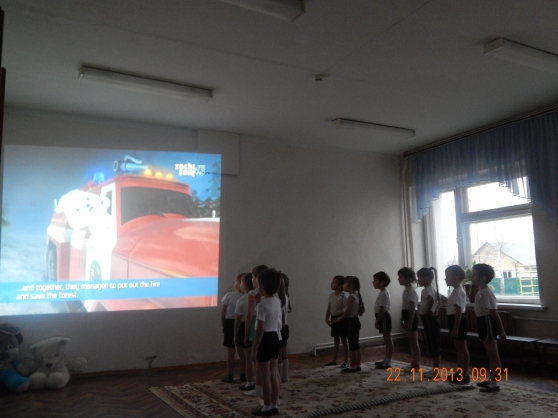 sochi
2014
...and together, they managed to put out the fire
and save the forest.
22 11 2013 09:31